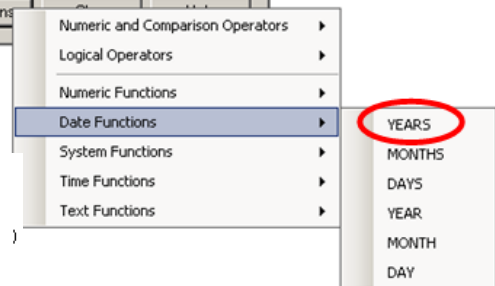 ns
Numeric and Comparison Operators
Logical Operators
Numeric Functions
Date Functions
System Functions
Time Functions
Text Functions
)
YEARS
MONTHS
DAYS
YEAR
MONTH
DAY